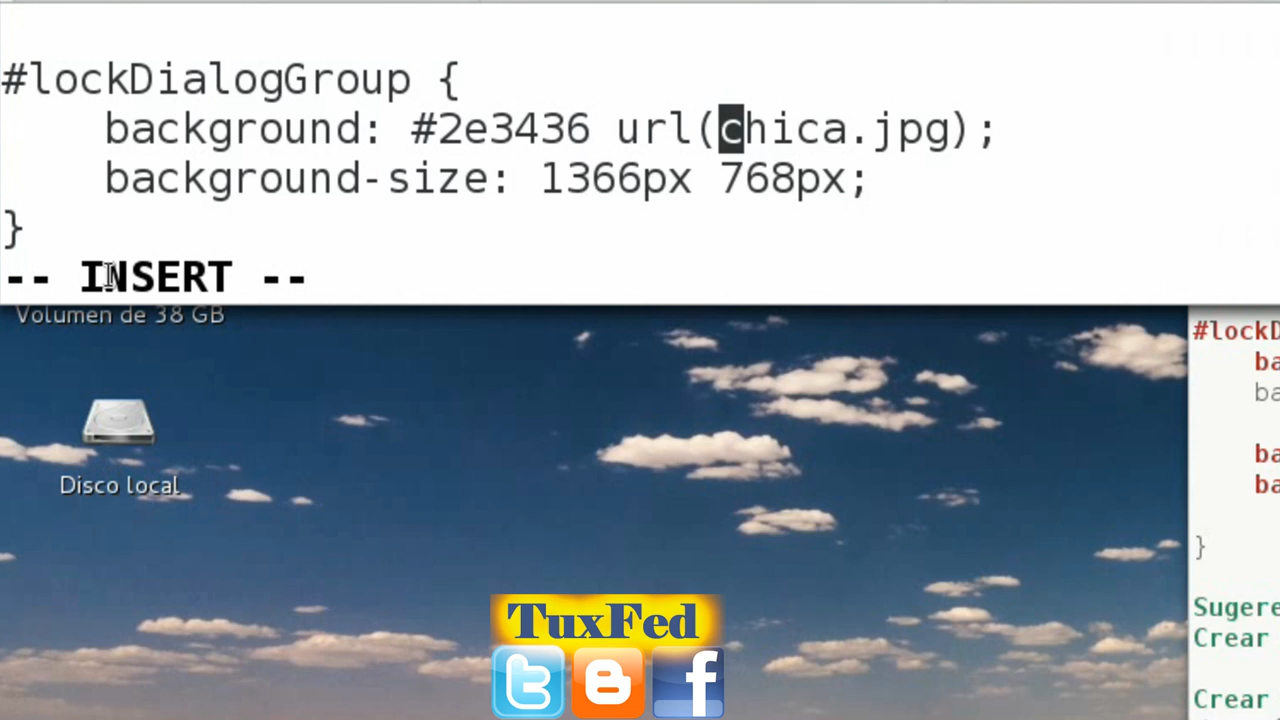 #lockDialogGroup {
background: #2e3436 url(chica.jpg);
background-size: 1366px 768px;
}
-- INSERT --
Volumen de 38 GB
Disco local
#lockD
ba
ba
ba
ba
}
Sugere
Crear
Crear
TuxFed